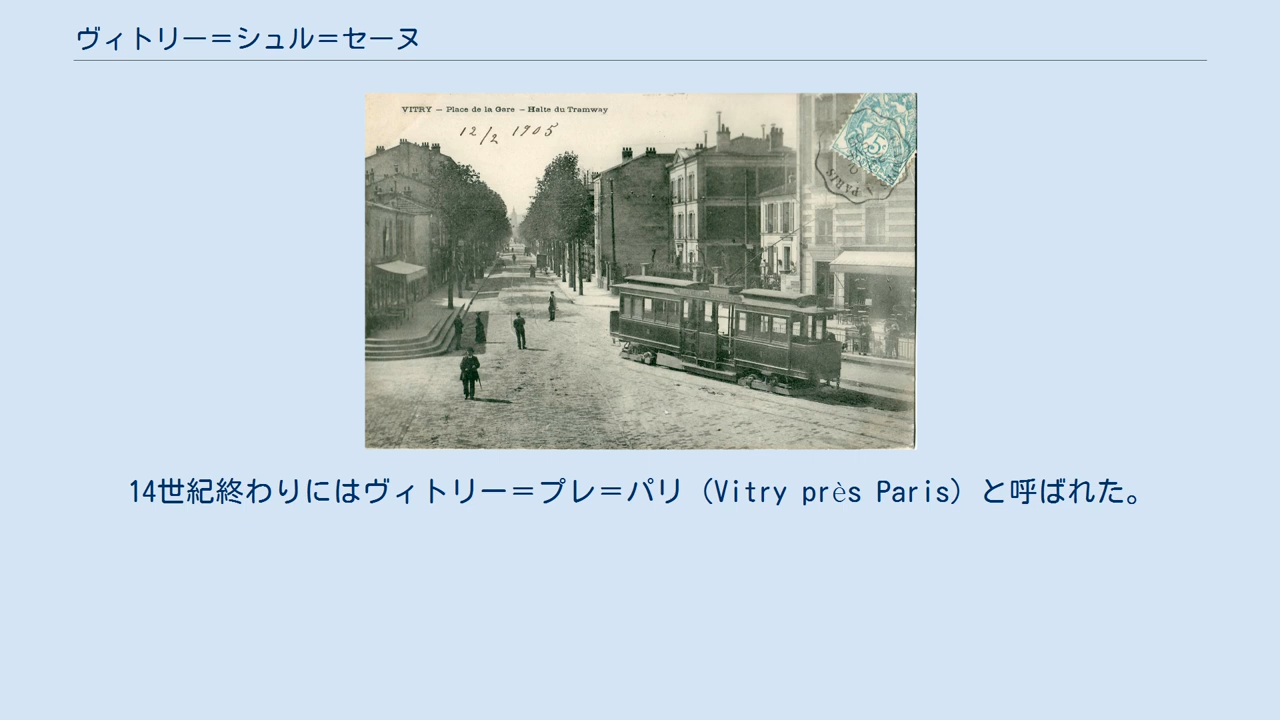 ヴィトリー＝シュル＝セーヌ
VITRY — Place de la Gare — Halte du Tramway
12/2 1905
5
PARIS
14世紀終わりにはヴィトリー＝プレ＝パリ（Vitry près Paris）と呼ばれた。